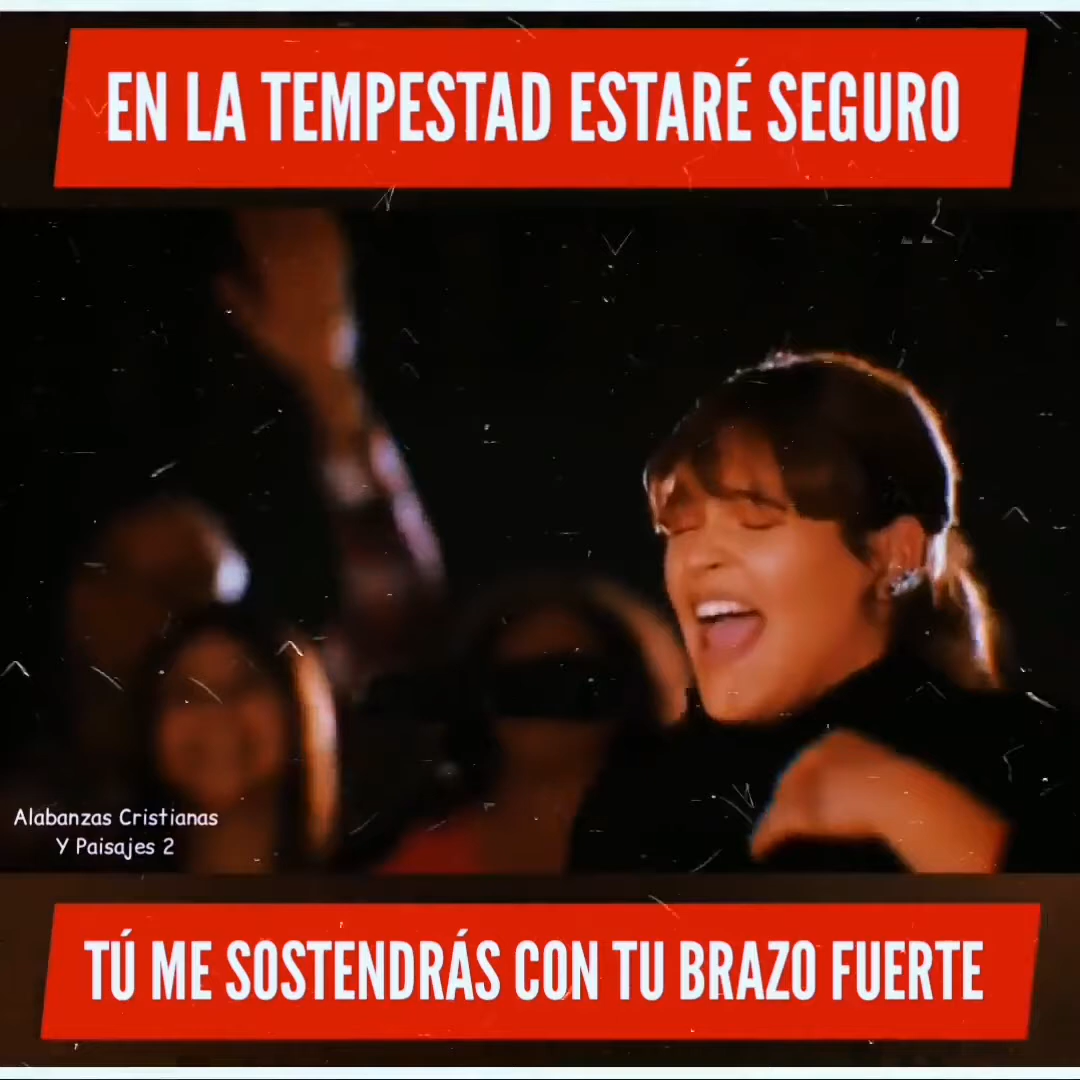 EN LA TEMPESTAD ESTARÉ SEGURO
Alabanzas Cristianas
Y Paisajes 2
TÚ ME SOSTENDRÁS CON TU BRAZO FUERTE